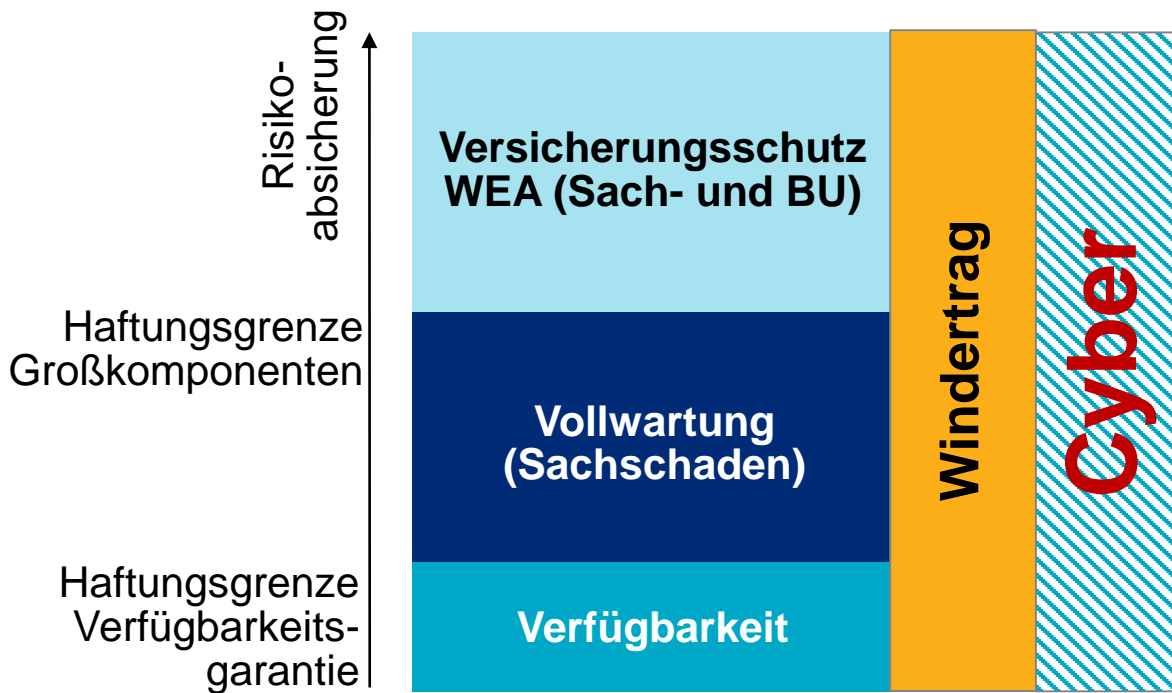 Risiko-
absicherung
Versicherungsschutz
WEA (Sach- und BU)
Haftungsgrenze
Großkomponenten
Vollwartung
(Sachschaden)
Haftungsgrenze
Verfügbarkeits-
garantie
Verfügbarkeit
Windertrag
Cyber